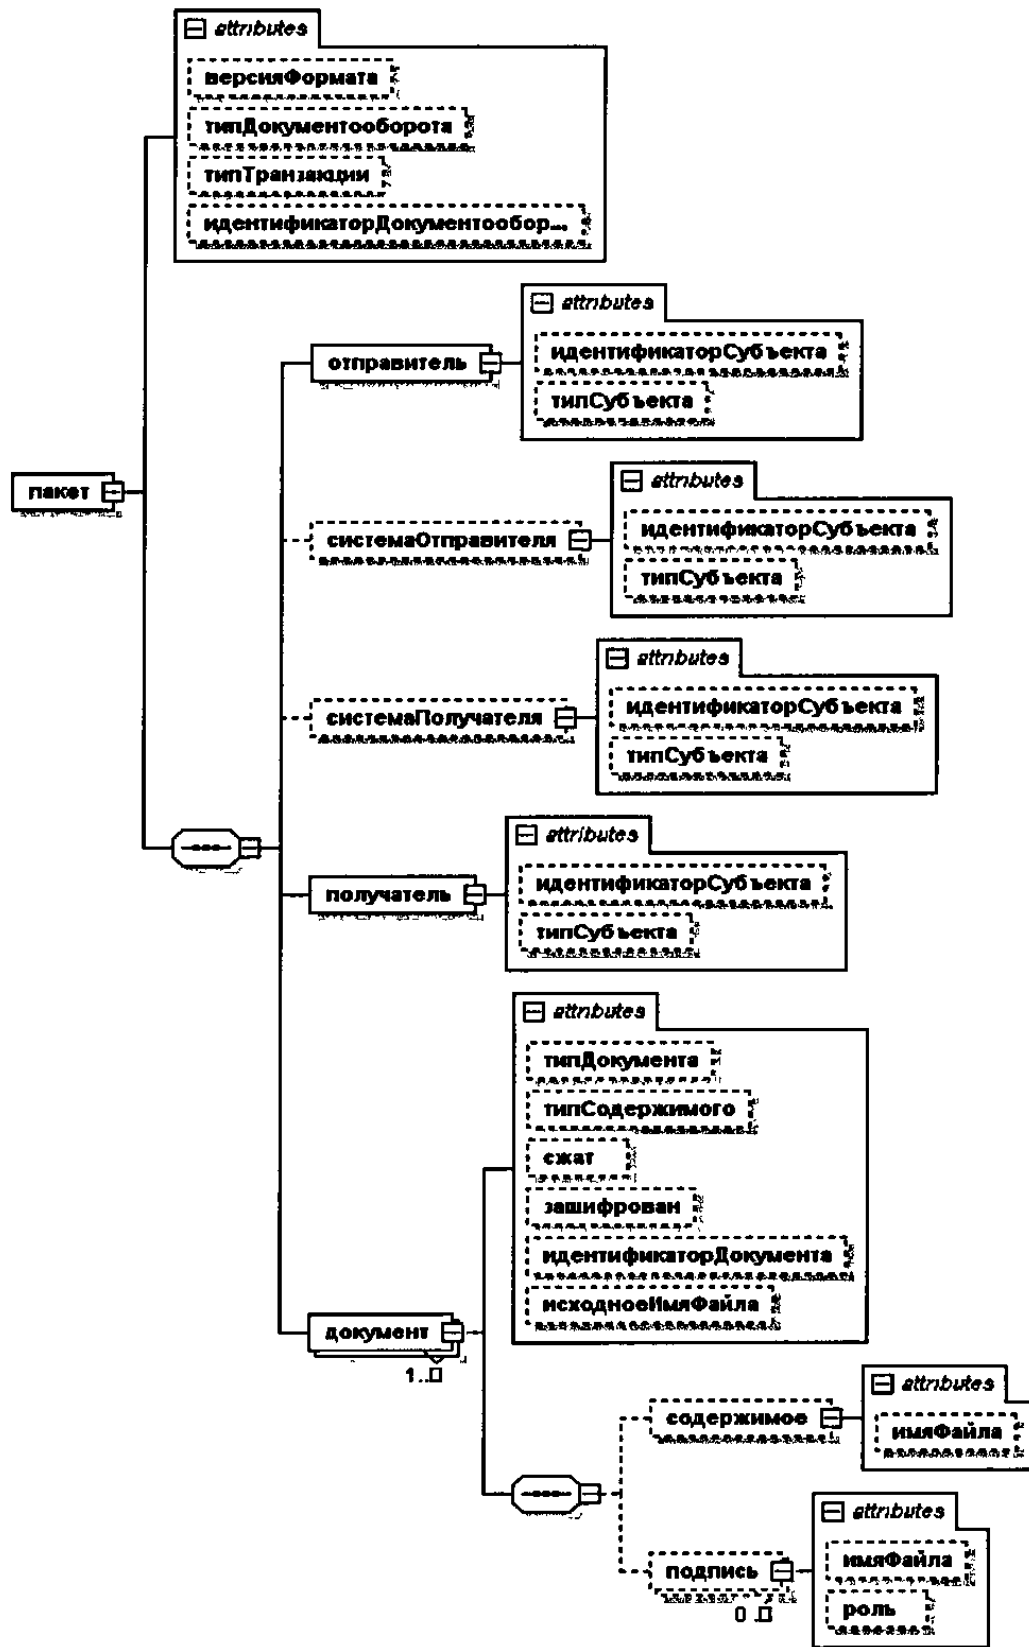 attributes
версияФормата
типДокументооборота
типТранзакции
идентификаторДокументообор...
attributes
отправитель
идентификаторСубъекта
типСубъекта
пакет
attributes
системаОтправителя
идентификаторСубъекта
типСубъекта
attributes
системаПолучателя
идентификаторСубъекта
типСубъекта
attributes
получатель
идентификаторСубъекта
типСубъекта
attributes
типДокумента
типСодержимого
сжат
зашифрован
идентификаторДокумента
исходноеИмяФайла
документ
1..□
attributes
содержимое
имяФайла
attributes
имяФайла
подпись
0..□
роль